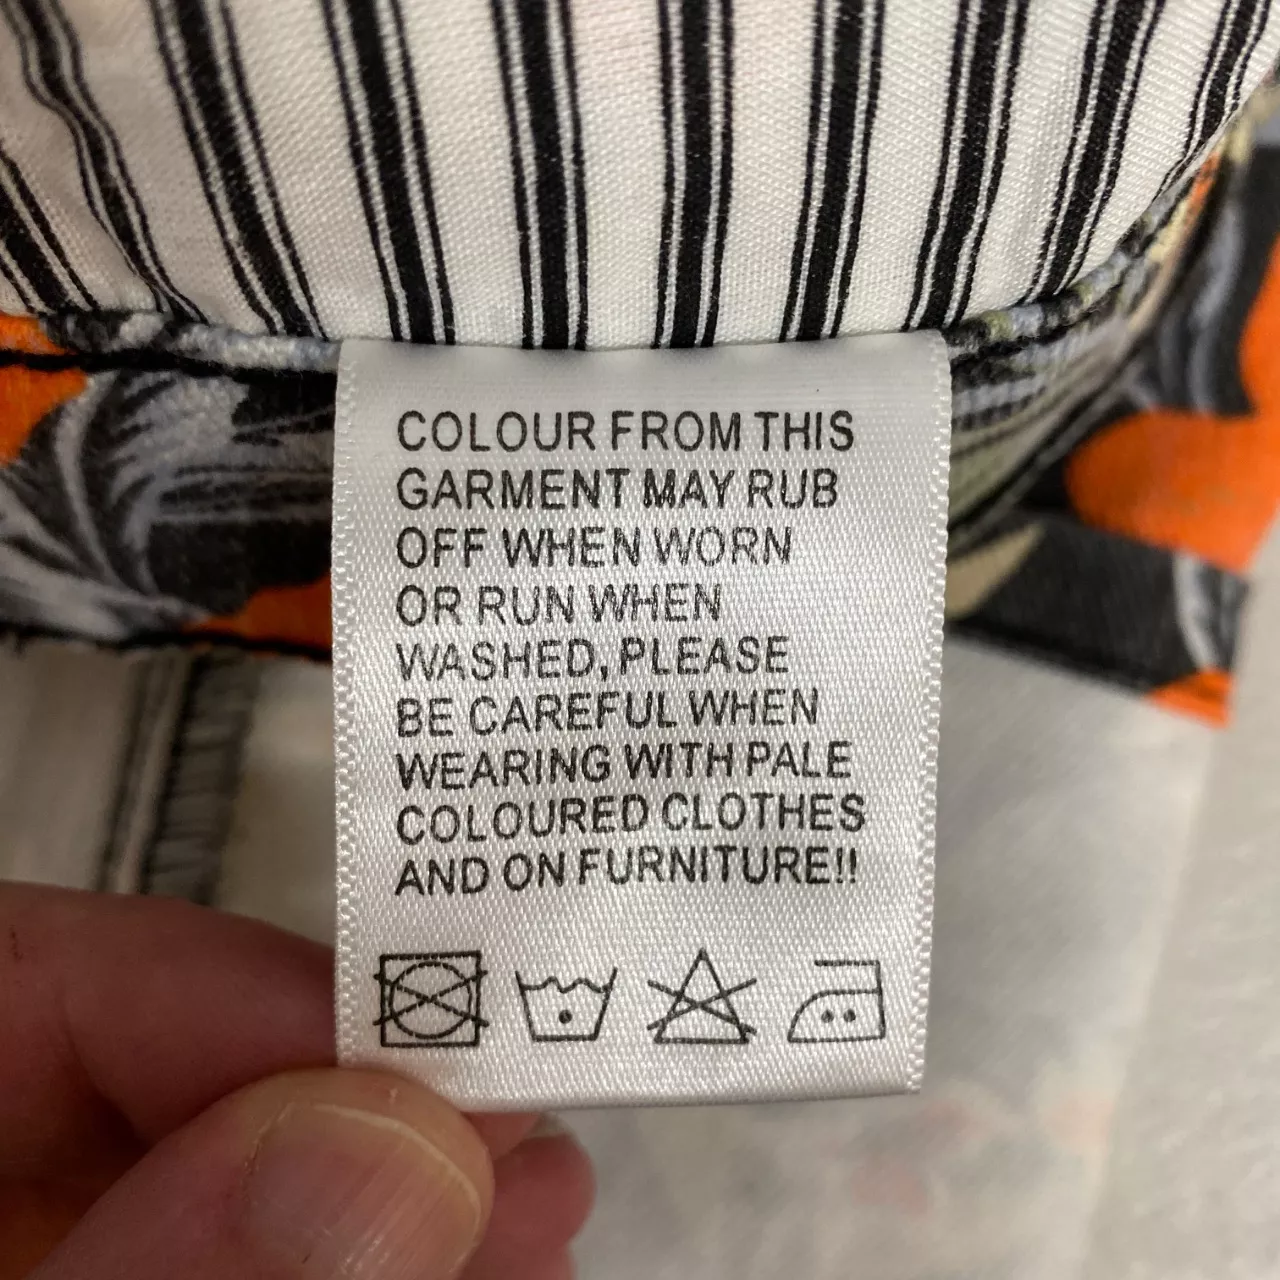 COLOUR FROM THIS
GARMENT MAY RUB
OFF WHEN WORN
OR RUN WHEN
WASHED, PLEASE
BE CAREFUL WHEN
WEARING WITH PALE
COLOURED CLOTHES
AND ON FURNITURE!!